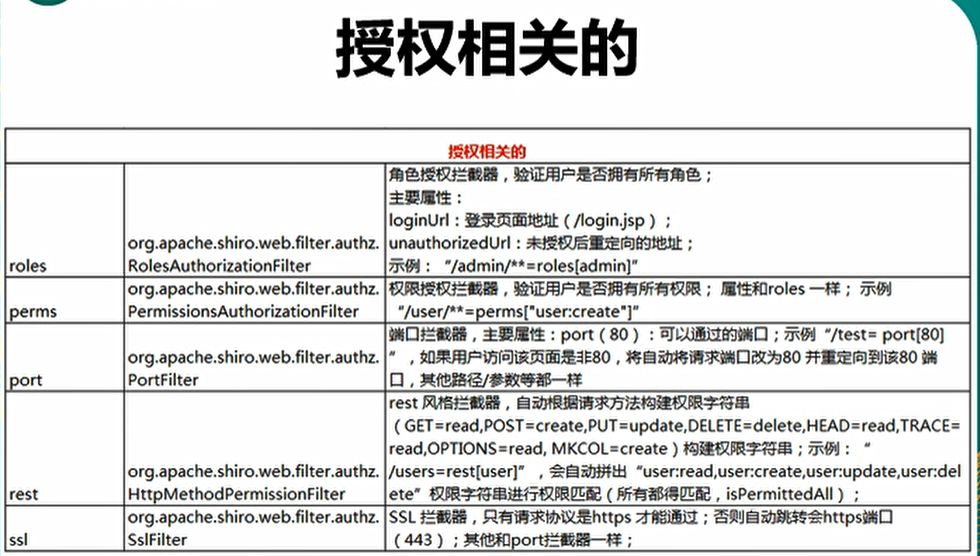 授权相关的
授权相关的
roles
org.apache.shiro.web.filter.authz.
RolesAuthorizationFilter
角色授权拦截器，验证用户是否拥有所有角色；
主要属性：
loginUrl：登录页面地址（/login.jsp）；
unauthorizedUrl：未授权后重定向的地址；
示例：“/admin/**=roles[admin]”
perms
org.apache.shiro.web.filter.authz.
PermissionsAuthorizationFilter
权限授权拦截器，验证用户是否拥有所有权限；属性和roles 一样；示例
“/user/**=perms["user:create"]”
port
org.apache.shiro.web.filter.authz.
PortFilter
端口拦截器，主要属性：port（80）：可以通过的端口；示例“/test= port[80]
”，如果用户访问该页面是非80，将自动将请求端口改为80 并重定向到该80 端
口，其他路径/参数等都一样
rest
org.apache.shiro.web.filter.authz.
HttpMethodPermissionFilter
rest 风格拦截器，自动根据请求方法构建权限字符串
（GET=read,POST=create,PUT=update,DELETE=delete,HEAD=read,TRACE=
read,OPTIONS=read, MKCOL=create）构建权限字符串；示例：“
/users=rest[user]”，会自动拼出“user:read,user:create,user:update,user:del
ete”权限字符串进行权限匹配（所有都得匹配，isPermittedAll）；
ssl
org.apache.shiro.web.filter.authz.
SslFilter
SSL 拦截器，只有请求协议是https 才能通过；否则自动跳转会https端口
（443）；其他和port拦截器一样；